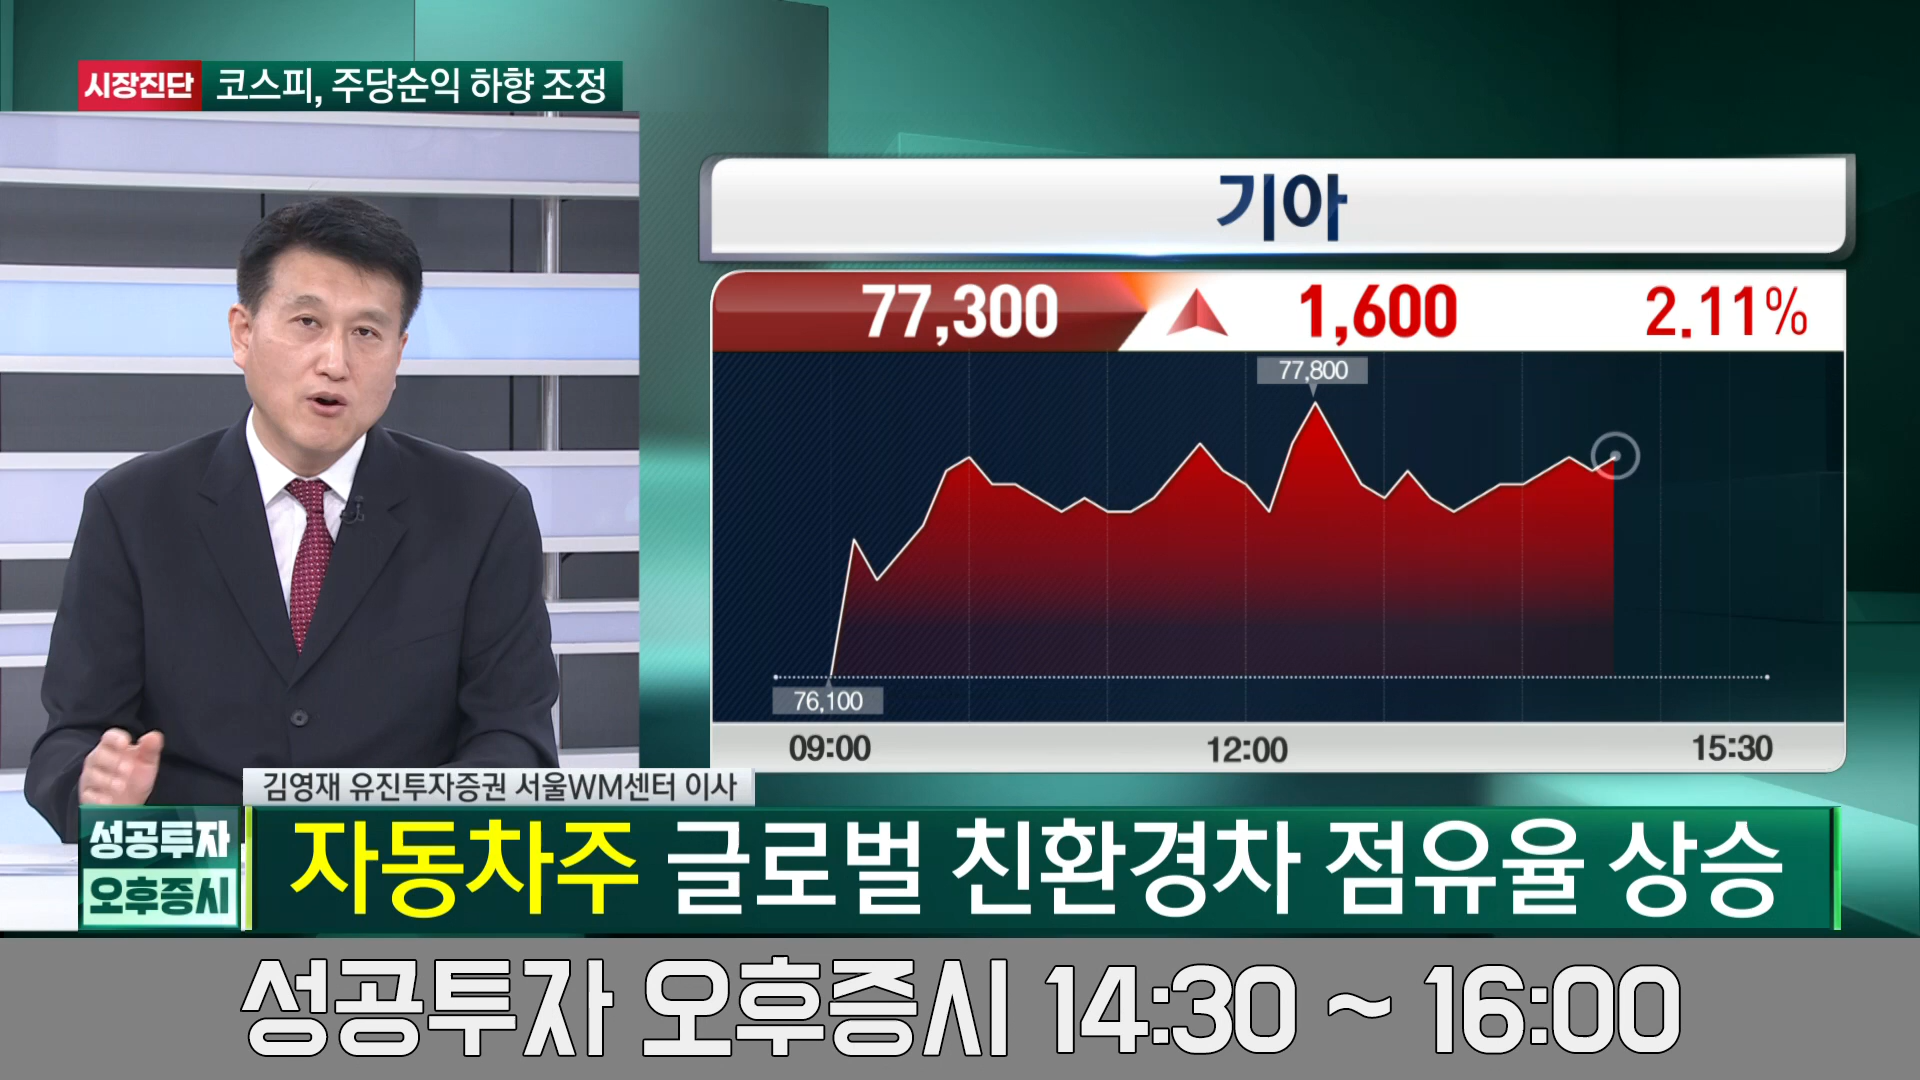 시장진단 코스피, 주당순익 하향 조정
기아
77,300 1,600 2.11%
77,800
76,100
09:00 12:00 15:30
김영재 유진투자증권 서울WM센터 이사
성공투자
오후증시
자동차주 글로벌 친환경차 점유율 상승
성공투자 오후증시 14:30 ~ 16:00